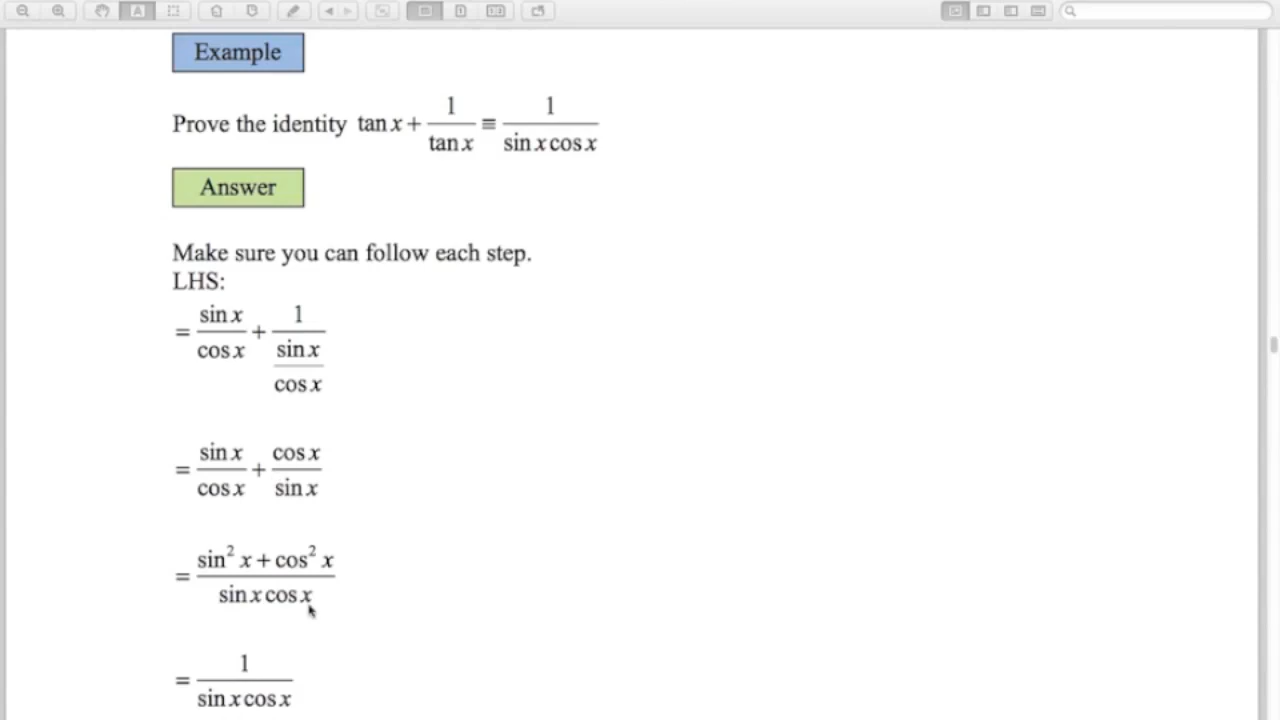 Example
Prove the identity tan x + 1/tan x ≡ 1/(sin x cos x)
Answer
Make sure you can follow each step.
LHS:
= sin x/cos x + 1/(sin x/cos x)
= sin x/cos x + cos x/sin x
= (sin² x + cos² x)/(sin x cos x)
= 1/(sin x cos x)